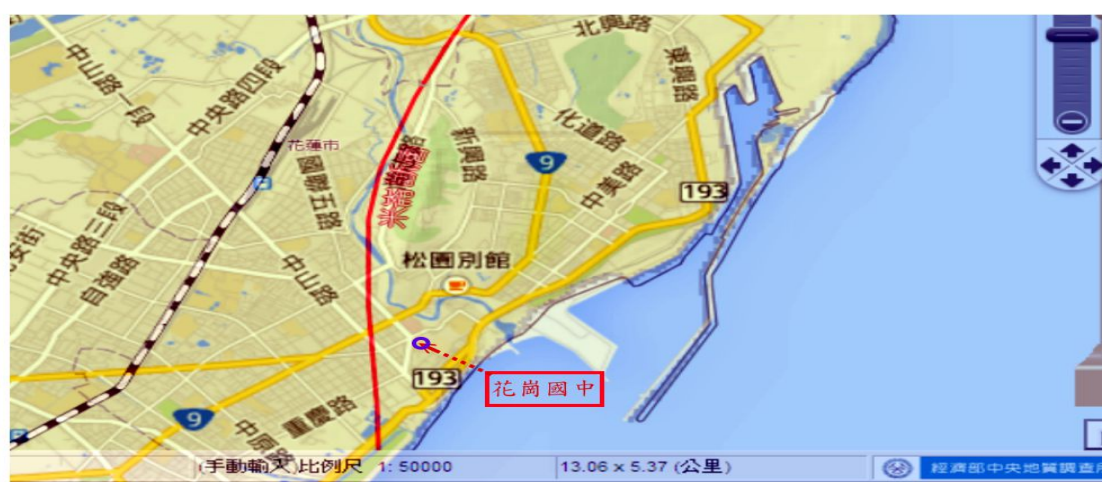 北興路
中山路一段
中央路四段
東興路
花蓮市
新興路
化道路
9
國聯五路
中美路
193
中央路三段
自強路
松園別館
中山路
花崗國中
193
9
重慶路
中原路
(手動輸入)比例尺 1: 50000
13.06 x 5.37 (公里)
經濟部中央地質調查所